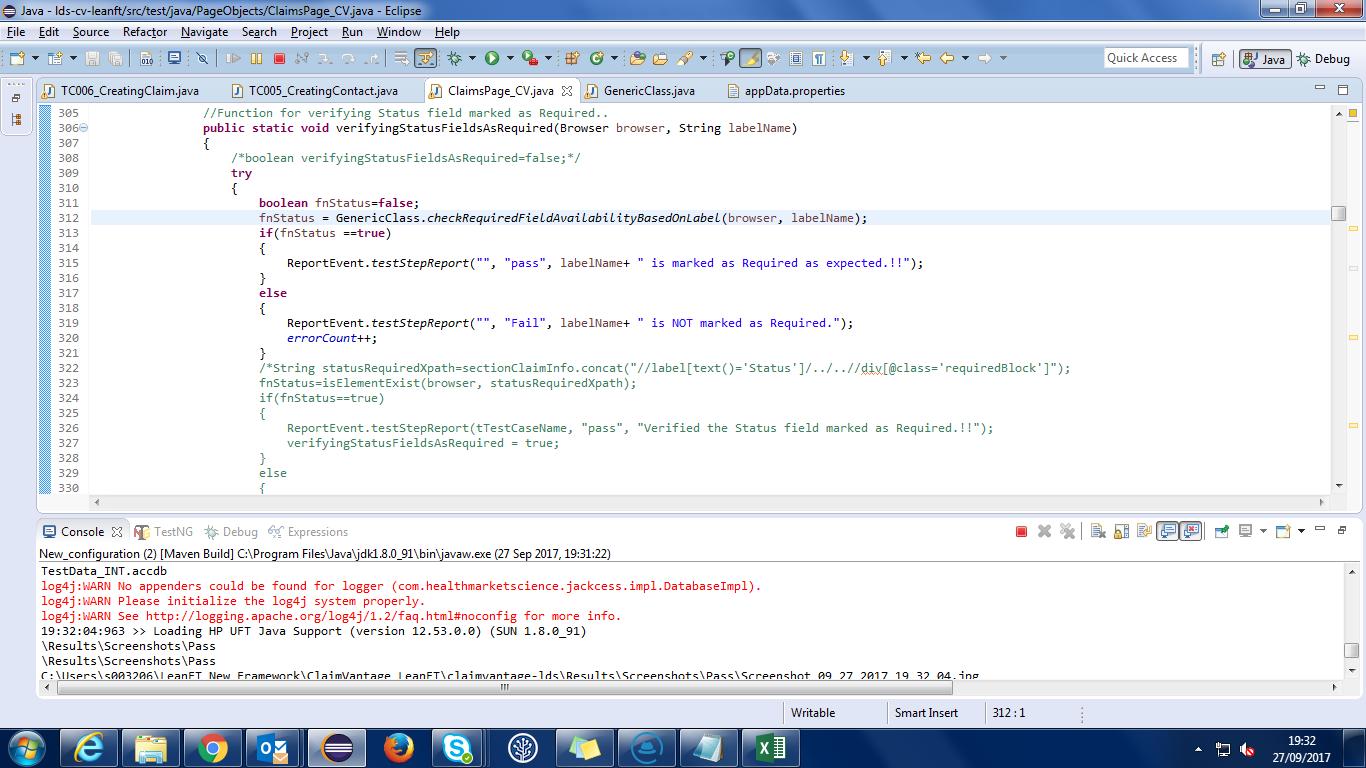 Java - lds-cv-leanft/src/test/java/PageObjects/ClaimsPage_CV.java - Eclipse
File Edit Source Refactor Navigate Search Project Run Window Help
Quick Access Java Debug
TC006_CreatingClaim.java TC005_CreatingContact.java ClaimsPage_CV.java GenericClass.java appData.properties
305 //Function for verifying Status field marked as Required..
306 public static void verifyingStatusFieldsAsRequired(Browser browser, String labelName)
307 {
308 /*boolean verifyingStatusFieldsAsRequired=false;*/
309 try
310 {
311 boolean fnStatus=false;
312 fnStatus = GenericClass.checkRequiredFieldAvailabilityBasedOnLabel(browser, labelName);
313 if(fnStatus ==true)
314 {
315 ReportEvent.testStepReport("", "pass", labelName+ " is marked as Required as expected.!!");
316 }
317 else
318 {
319 ReportEvent.testStepReport("", "Fail", labelName+ " is NOT marked as Required.");
320 errorCount++;
321 }
322 /*String statusRequiredXpath=sectionClaimInfo.concat("//label[text()='Status']/../..//div[@class='requiredBlock']");
323 fnStatus=isElementExist(browser, statusRequiredXpath);
324 if(fnStatus==true)
325 {
326 ReportEvent.testStepReport(tTestCaseName, "pass", "Verified the Status field marked as Required.!!");
327 verifyingStatusFieldsAsRequired = true;
328 }
329 else
330 {
Console TestNG Debug Expressions
New_configuration (2) [Maven Build] C:\Program Files\Java\jdk1.8.0_91\bin\javaw.exe (27 Sep 2017, 19:31:22)
TestData_INT.accdb
log4j:WARN No appenders could be found for logger (com.healthmarketscience.jackcess.impl.DatabaseImpl).
log4j:WARN Please initialize the log4j system properly.
log4j:WARN See http://logging.apache.org/log4j/1.2/faq.html#noconfig for more info.
19:32:04:963 >> Loading HP UFT Java Support (version 12.53.0.0) (SUN 1.8.0_91)
\Results\Screenshots\Pass
\Results\Screenshots\Pass
C:\Users\s003206\LeanFT_New_Framework\ClaimVantage_LeanFT\claimvantage-lds\Results\Screenshots\Pass\Screenshot_09_27_2017_19_32_04.jpg
Writable Smart Insert 312 : 1
19:32
27/09/2017